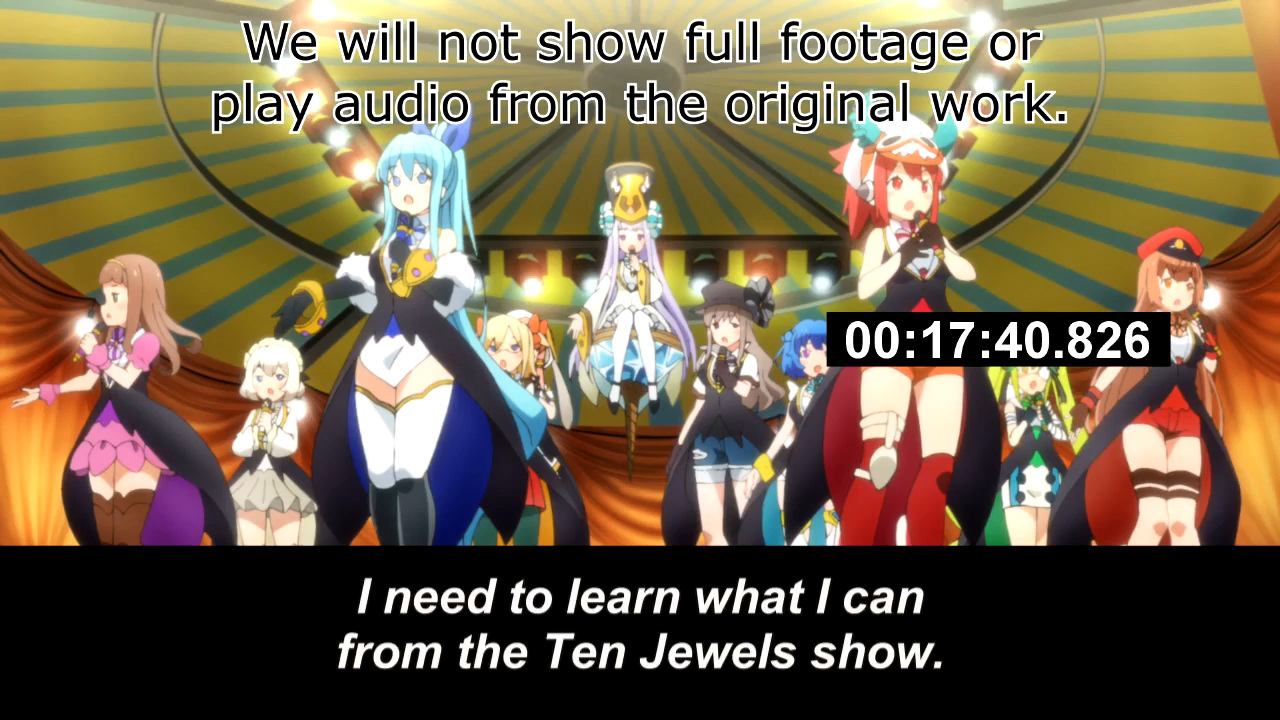 We will not show full footage or
play audio from the original work.
00:17:40.826
I need to learn what I can
from the Ten Jewels show.